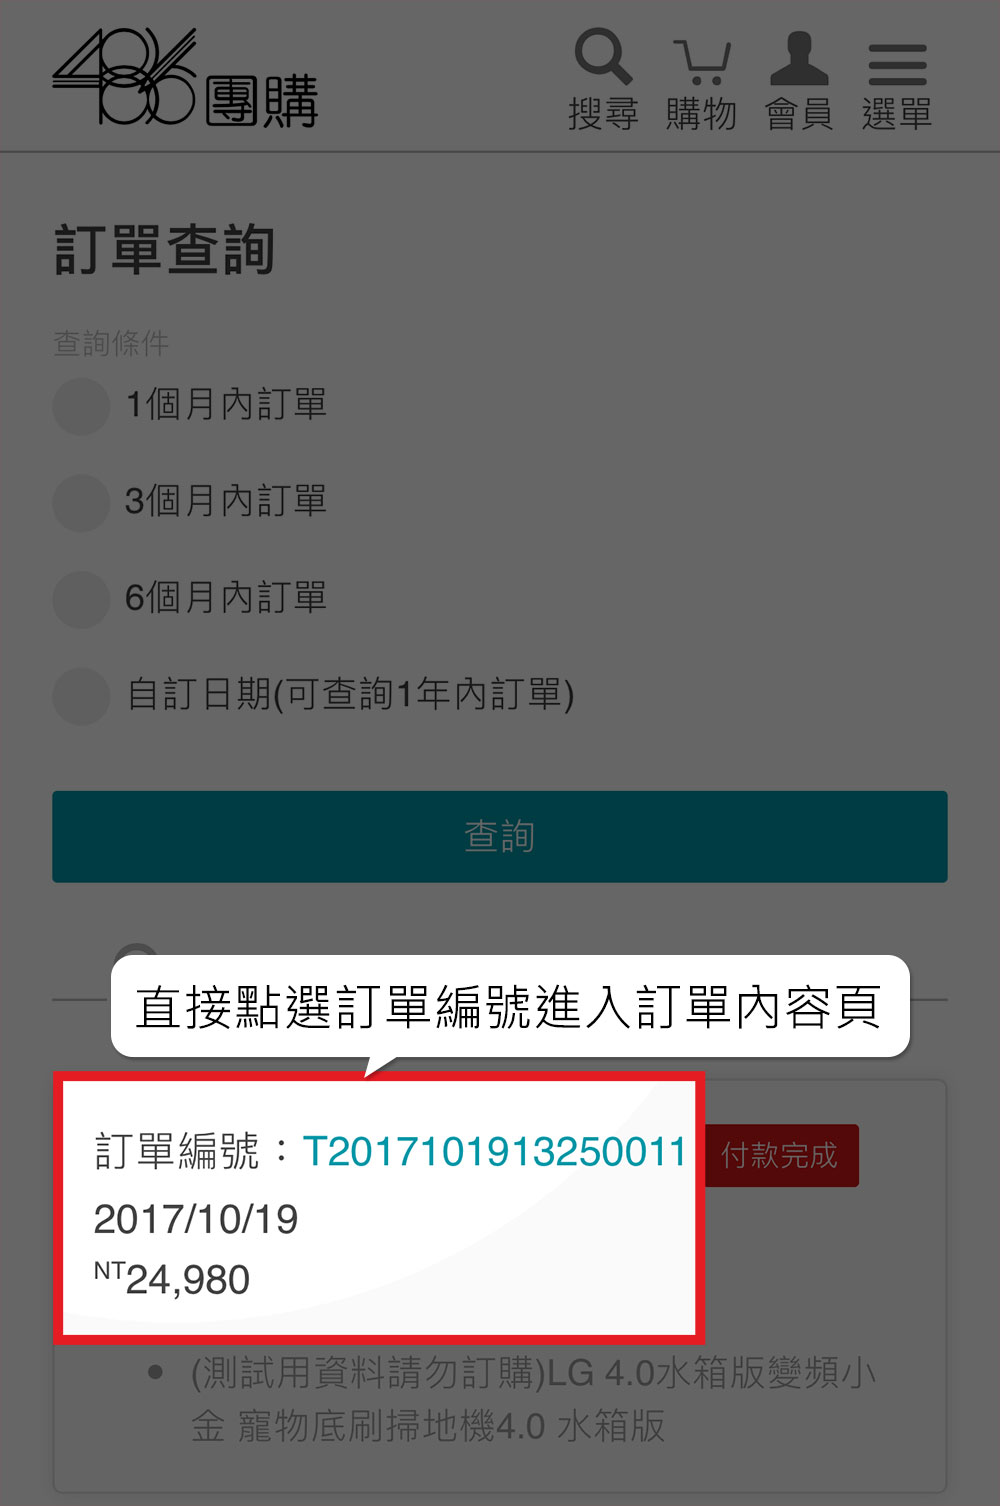 486團購
搜尋 購物 會員 選單
訂單查詢
查詢條件
1個月內訂單
3個月內訂單
6個月內訂單
自訂日期(可查詢1年內訂單)
查詢
直接點選訂單編號進入訂單內容頁
訂單編號：T2017101913250011 付款完成
2017/10/19
NT24,980
• (測試用資料請勿訂購)LG 4.0水箱版變頻小
金 寵物底刷掃地機4.0 水箱版